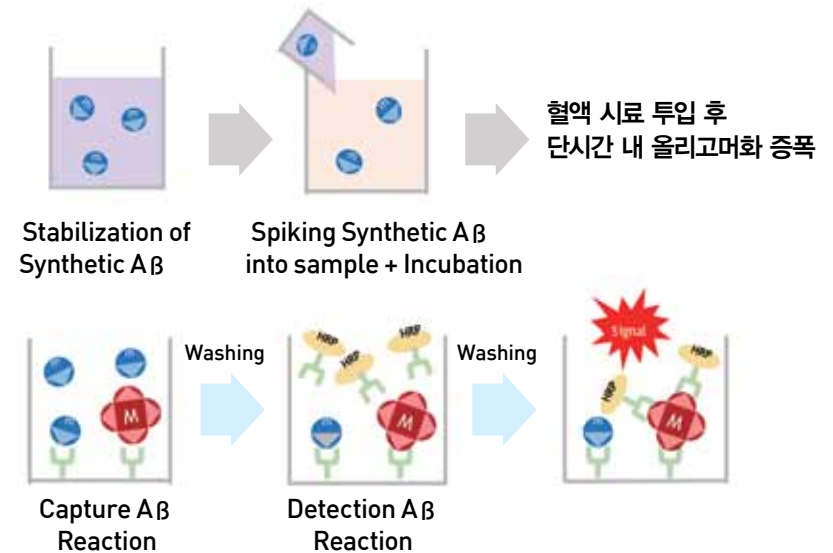 혈액 시료 투입 후
단시간 내 올리고머화 증폭
Stabilization of
Synthetic Aβ
Spiking Synthetic Aβ
into sample + Incubation
Washing
HRP
HRP
HRP
Washing
Signal
HRP
HRP
M
M
M
Capture Aβ
Reaction
Detection Aβ
Reaction